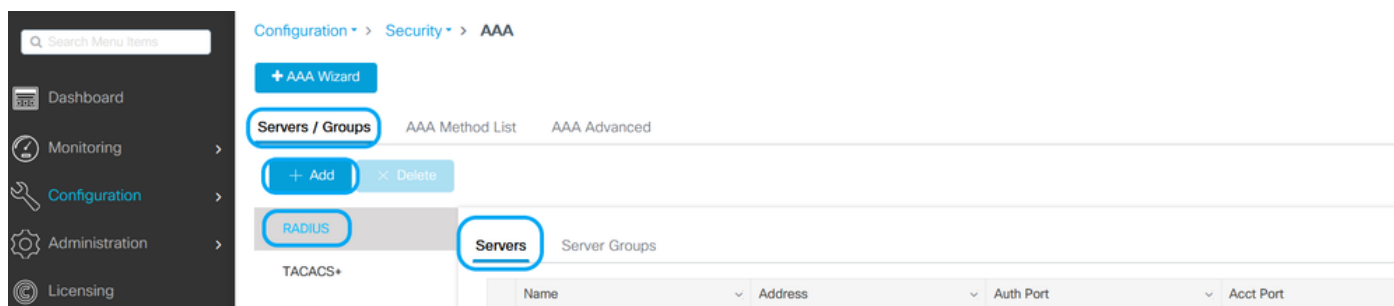 Search Menu Items
Dashboard
Monitoring
Configuration
Administration
Licensing
Configuration > Security > AAA
+ AAA Wizard
Servers / Groups AAA Method List AAA Advanced
+ Add × Delete
RADIUS
TACACS+
Servers Server Groups
Name Address Auth Port Acct Port